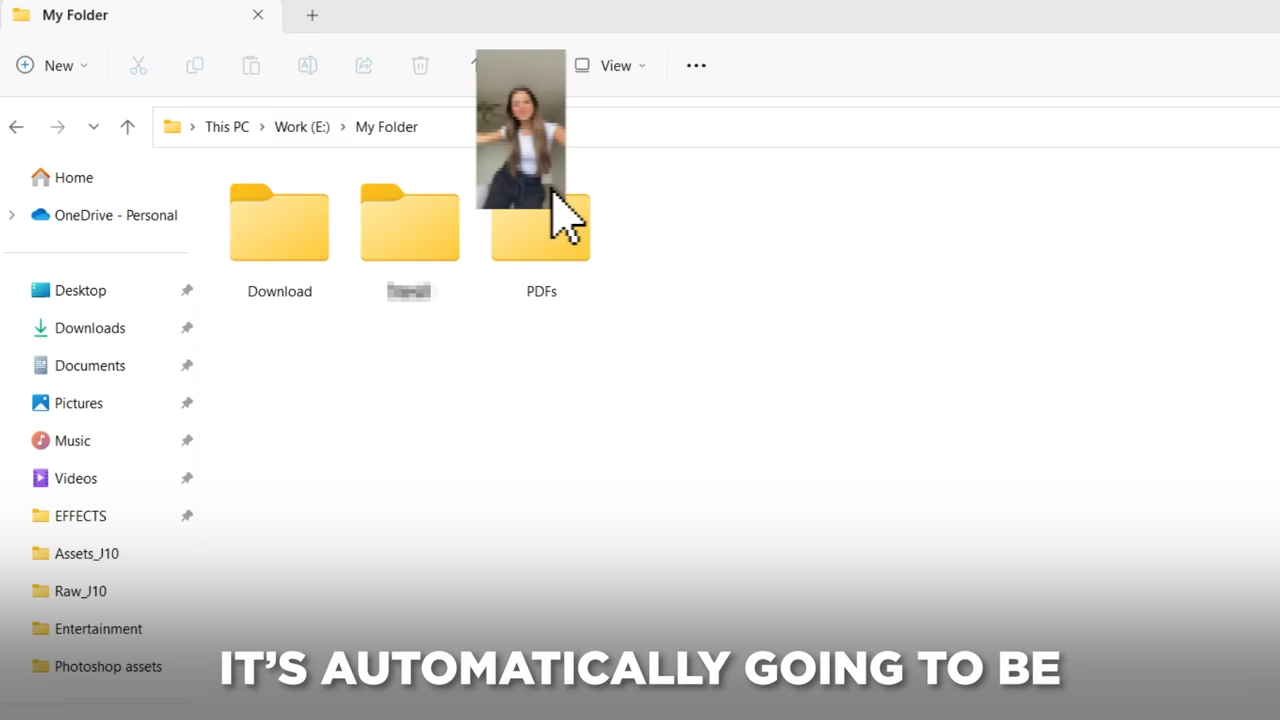 My Folder
New
View
This PC
Work (E:)
My Folder
Home
OneDrive - Personal
Desktop
Downloads
Documents
Pictures
Music
Videos
EFFECTS
Assets_J10
Raw_J10
Entertainment
Photoshop assets
Download
PDFs
IT'S AUTOMATICALLY GOING TO BE